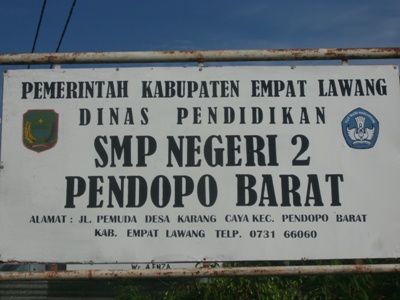 PEMERINTAH KABUPATEN EMPAT LAWANG
DINAS PENDIDIKAN
SMP NEGERI 2
PENDOPO BARAT
ALAMAT : JL. PEMUDA DESA KARANG CAYA KEC. PENDOPO BARAT
KAB. EMPAT LAWANG TELP. 0731 66060